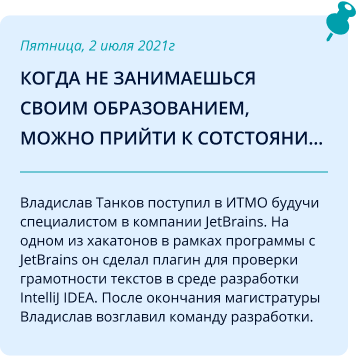 Пятница, 2 июля 2021г
КОГДА НЕ ЗАНИМАЕШЬСЯ
СВОИМ ОБРАЗОВАНИЕМ,
МОЖНО ПРИЙТИ К СОТСТОЯНИ...
Владислав Танков поступил в ИТМО будучи
специалистом в компании JetBrains. На
одном из хакатонов в рамках программы с
JetBrains он сделал плагин для проверки
грамотности текстов в среде разработки
IntelliJ IDEA. После окончания магистратуры
Владислав возглавил команду разработки.